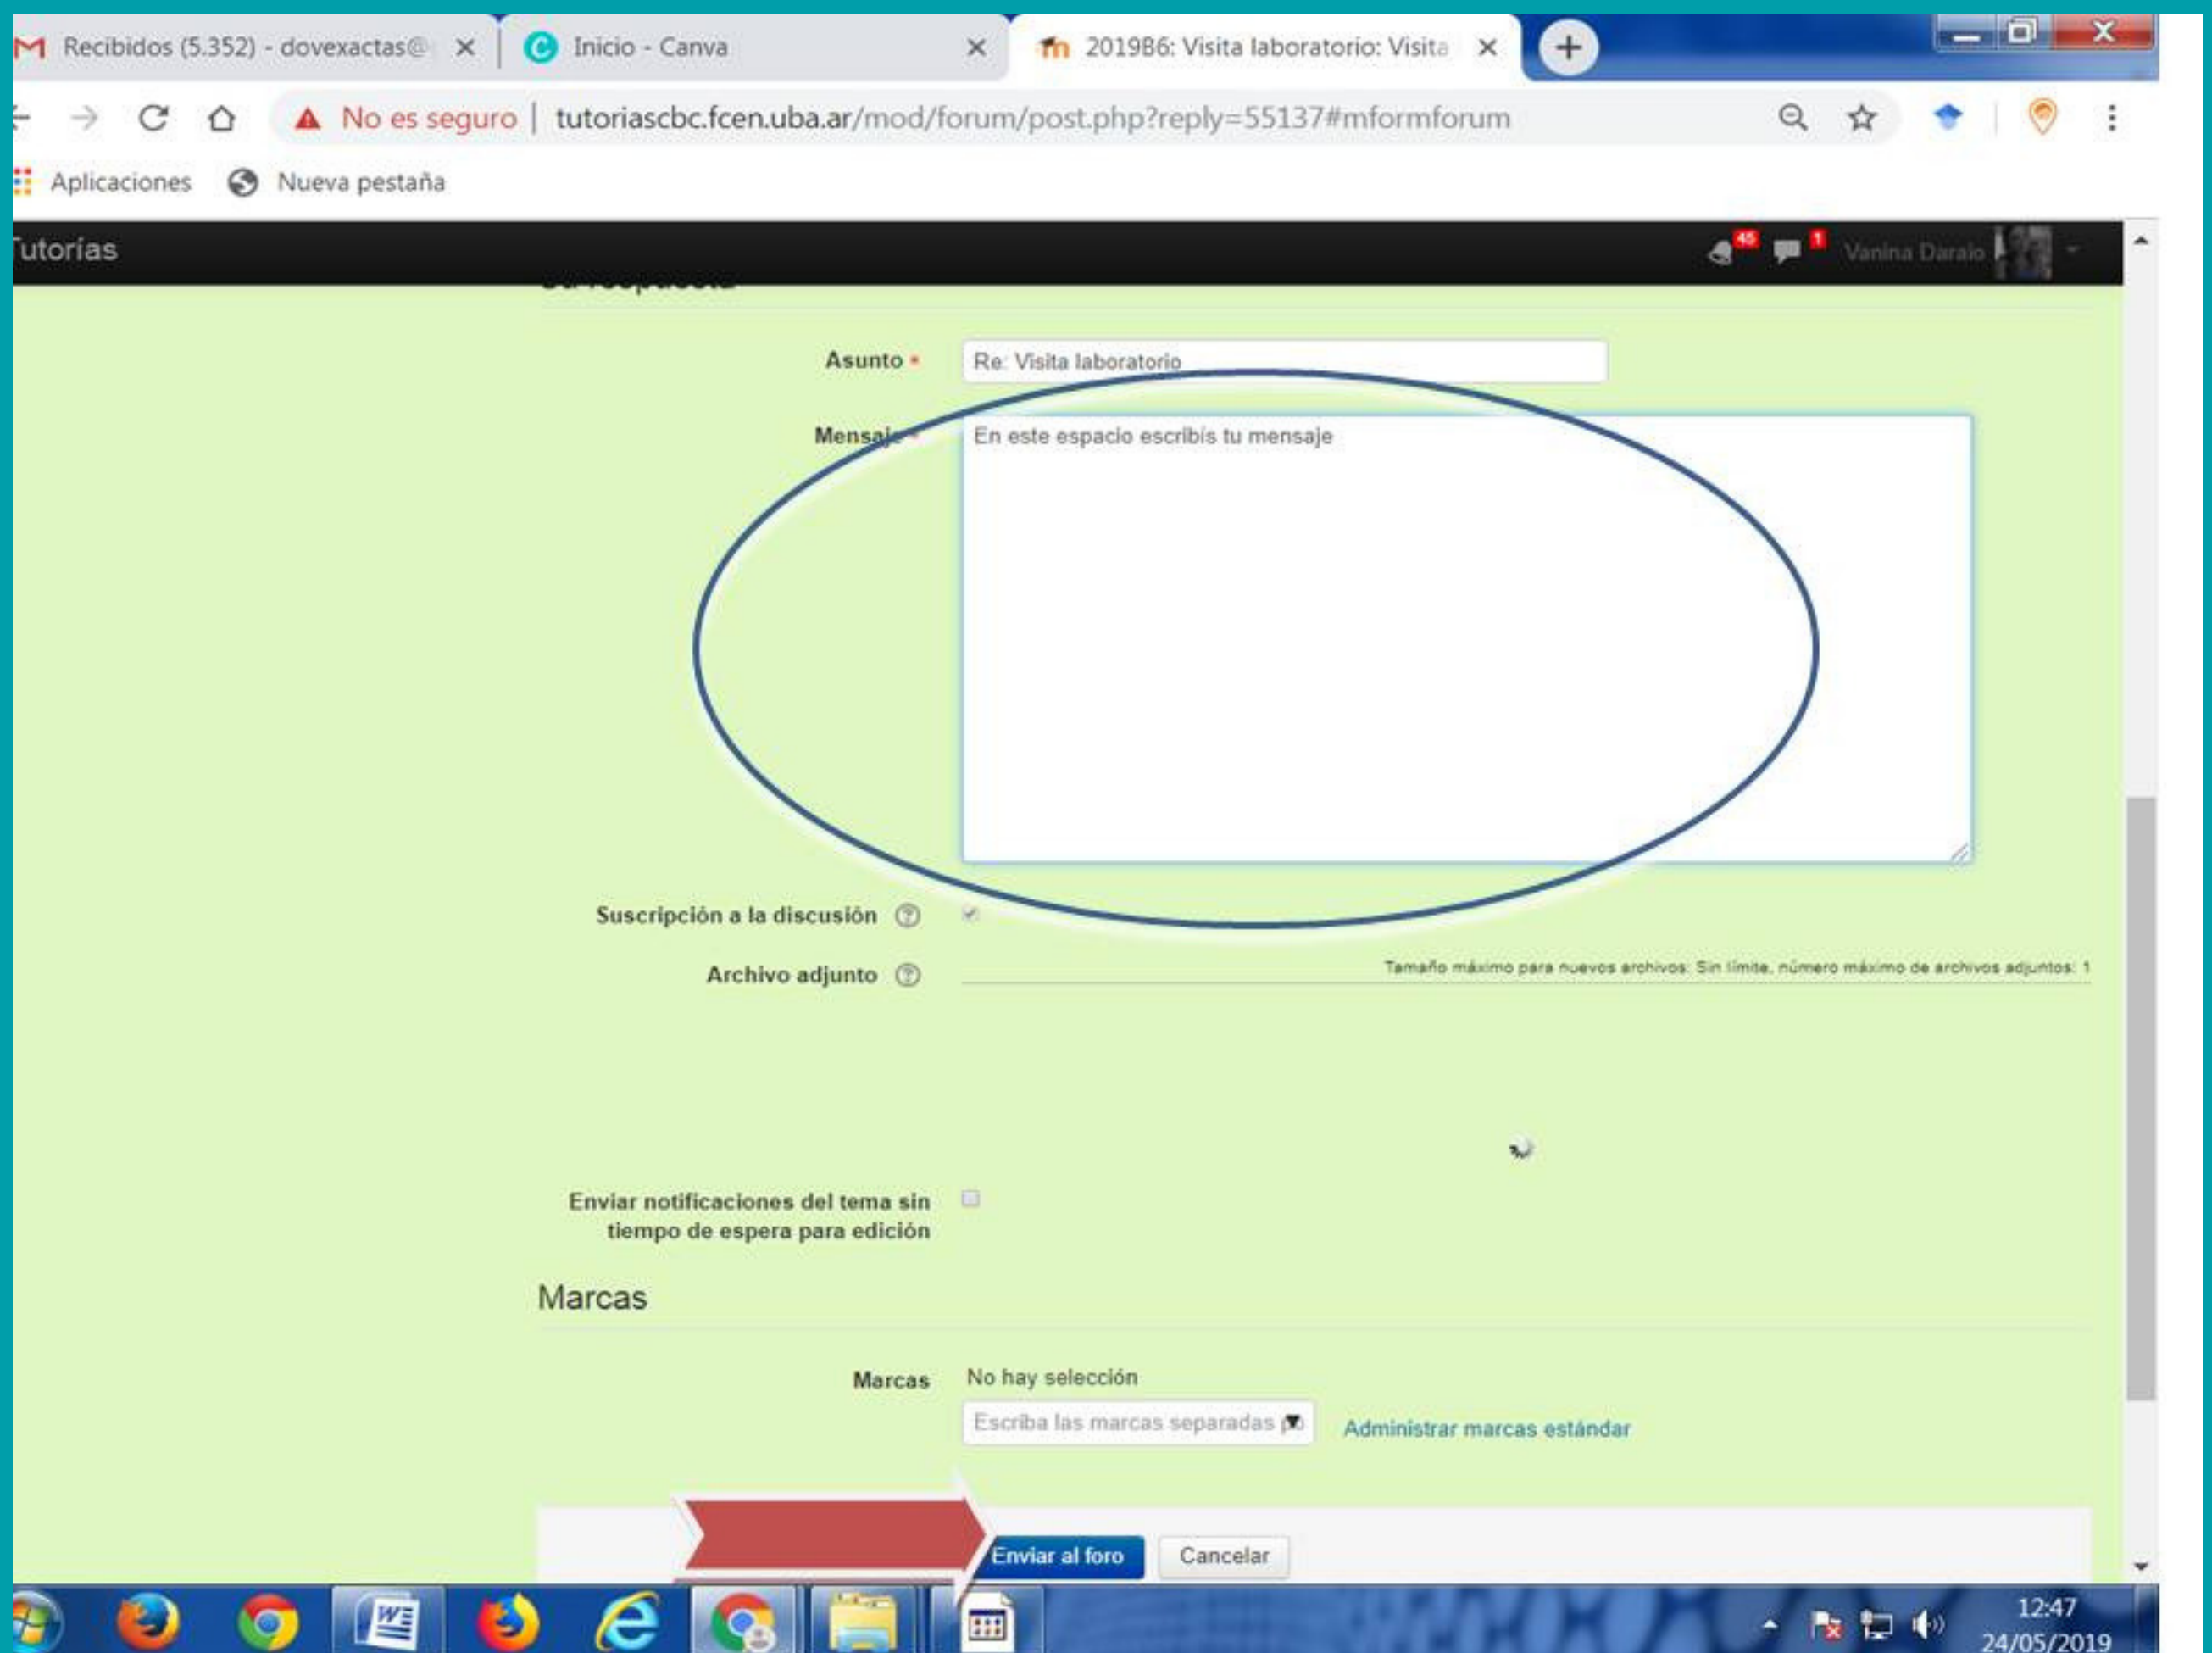 Recibidos (5.352) - dovexactas@
Inicio - Canva
2019B6: Visita laboratorio: Visita
No es seguro | tutoriascbc.fcen.uba.ar/mod/forum/post.php?reply=55137#mformforum
Aplicaciones
Nueva pestaña
Tutorías
45
1
Vanina Daraio
Asunto *
Re: Visita laboratorio
Mensaje *
En este espacio escribís tu mensaje
Suscripción a la discusión
Archivo adjunto
Tamaño máximo para nuevos archivos: Sin límite, número máximo de archivos adjuntos: 1
Enviar notificaciones del tema sin
tiempo de espera para edición
Marcas
Marcas
No hay selección
Escriba las marcas separadas
Administrar marcas estándar
Enviar al foro
Cancelar
12:47
24/05/2019